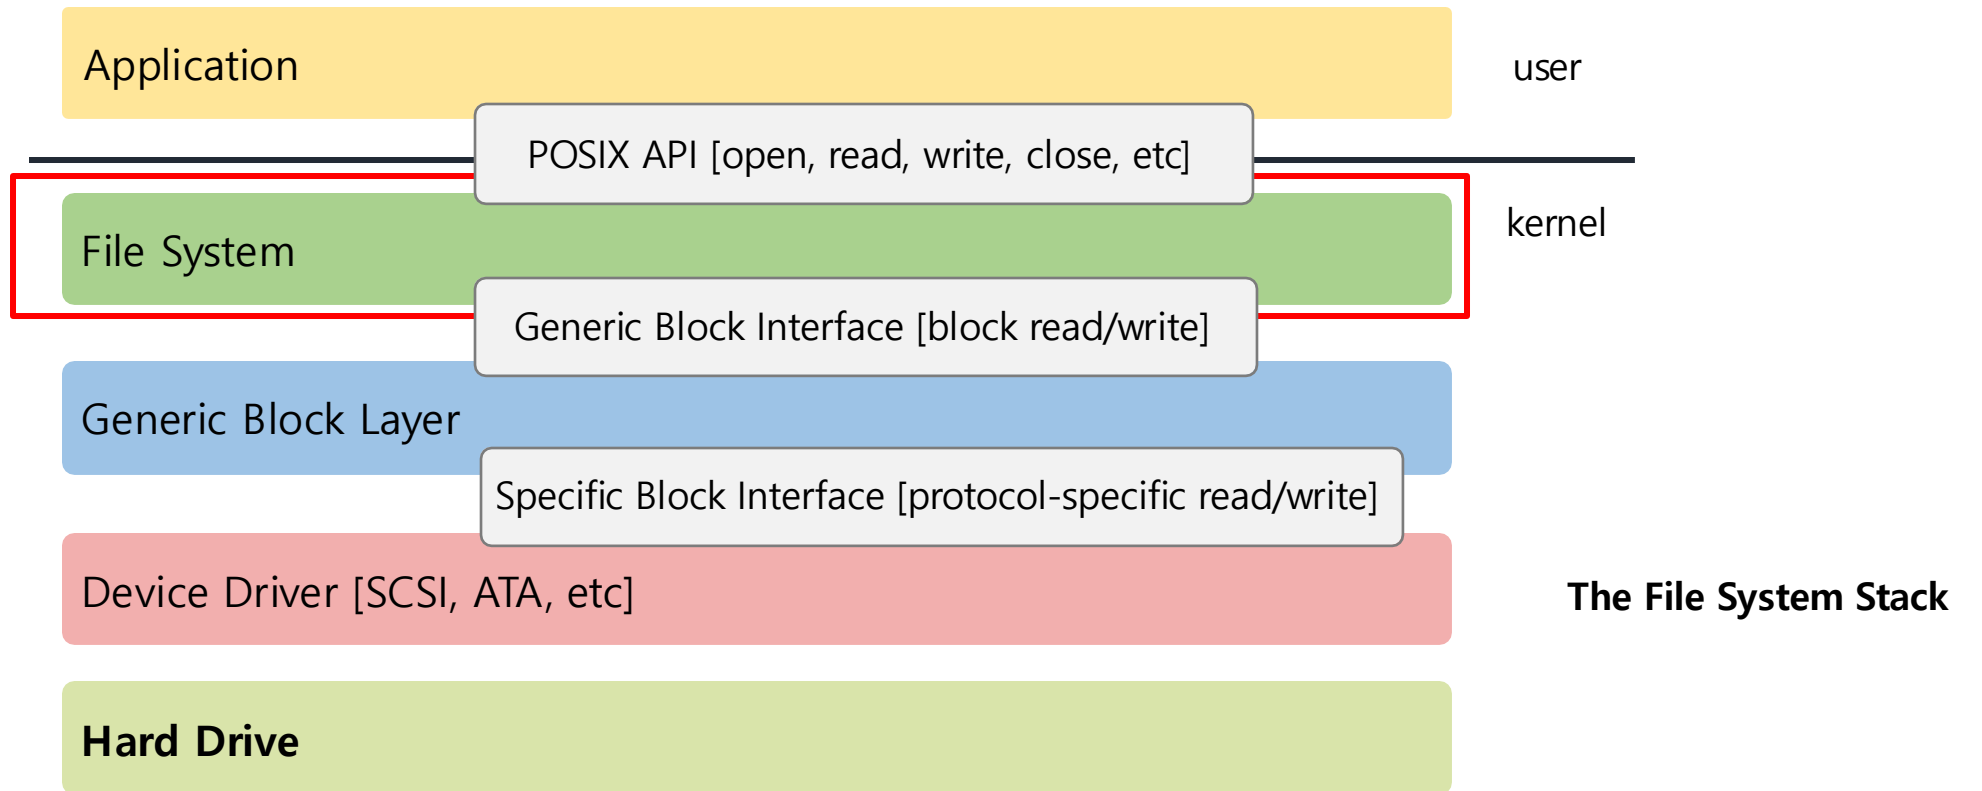 Application
user
POSIX API [open, read, write, close, etc]
kernel
File System
Generic Block Interface [block read/write]
Generic Block Layer
Specific Block Interface [protocol-specific read/write]
Device Driver [SCSI, ATA, etc]
The File System Stack
Hard Drive